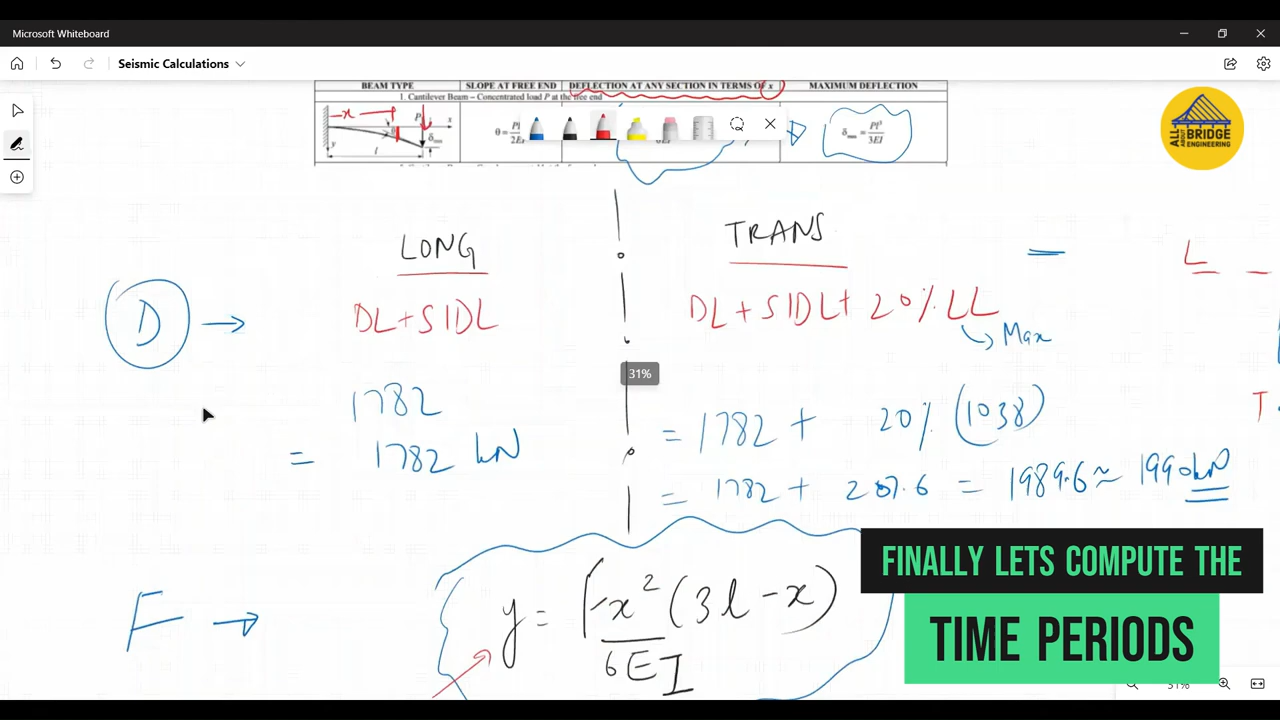 Microsoft Whiteboard
Seismic Calculations
BEAM TYPE SLOPE AT FREE END DEFLECTION AT ANY SECTION IN TERMS OF x MAXIMUM DEFLECTION
1. Cantilever Beam – Concentrated load P at the free end
ALL ABOUT BRIDGE ENGINEERING
LONG
TRANS
L
D → DL+SIDL
DL+SIDL+20% LL
Max
31%
1782
= 1782 + 20% (1038)
T
= 1782 kN
= 1782 + 207.6 = 1989.6 ≈ 1990kN
FINALLY LETS COMPUTE THE
TIME PERIODS
F →
y = Fx²(3l-x)
6EI
31%